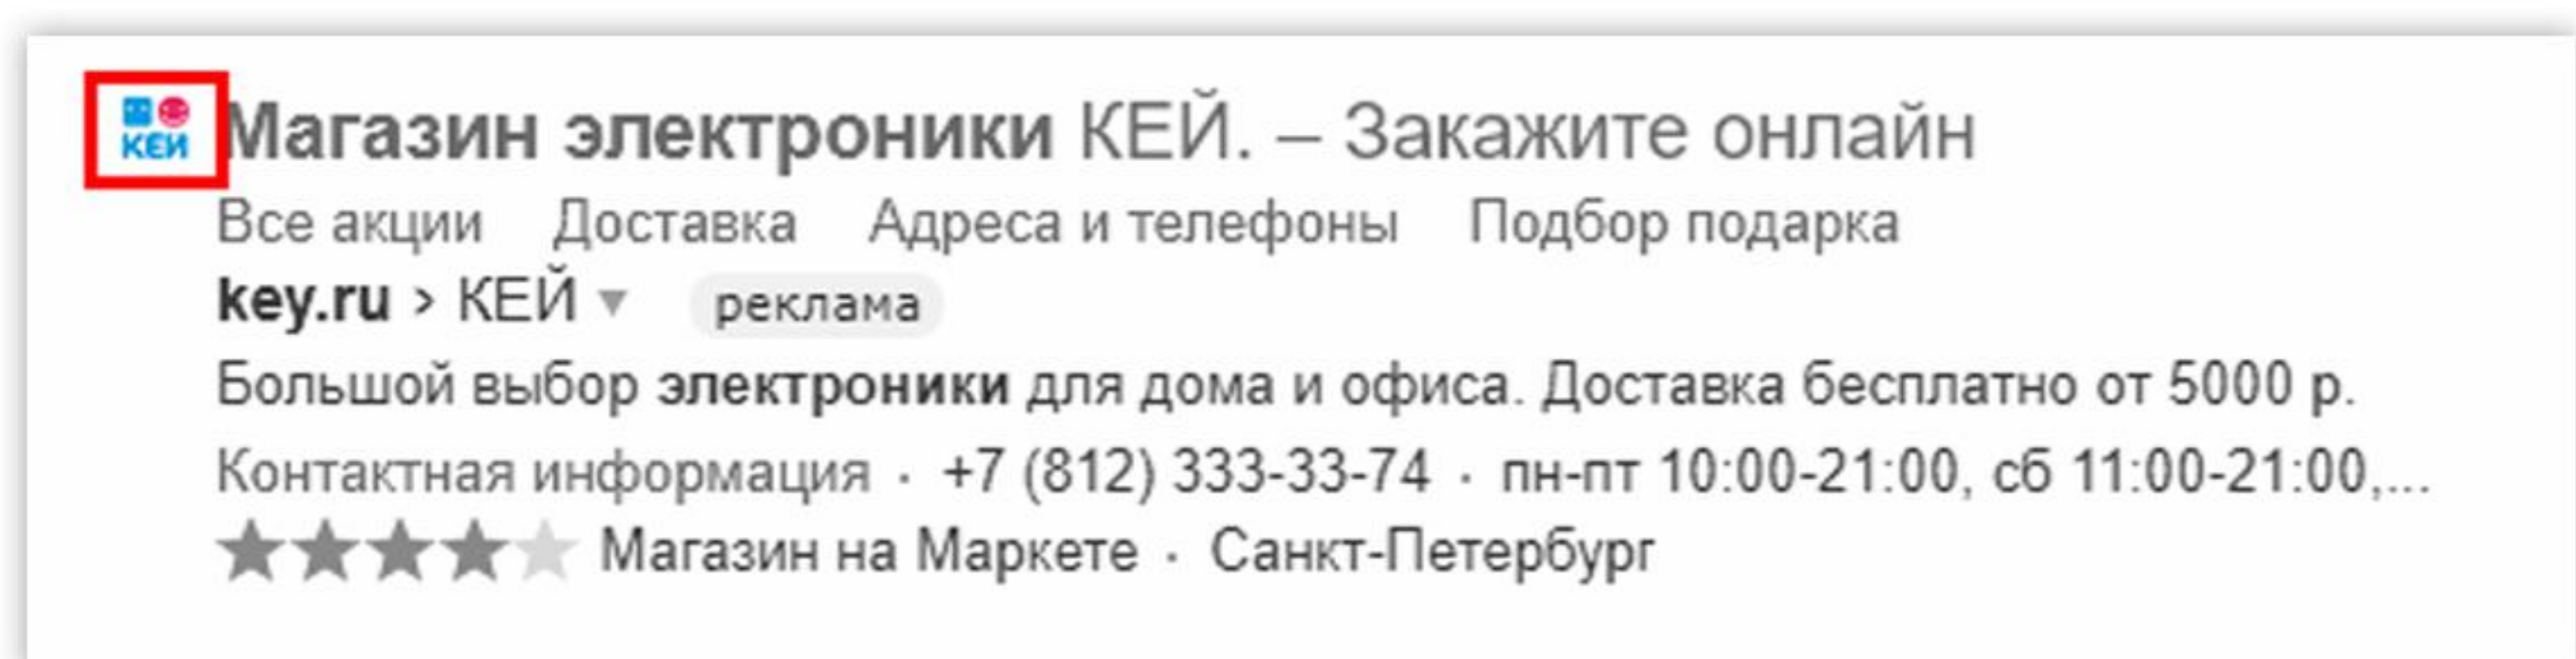 КЕЙ Магазин электроники КЕЙ. – Закажите онлайн
Все акции Доставка Адреса и телефоны Подбор подарка
key.ru › КЕЙ ▼ реклама
Большой выбор электроники для дома и офиса. Доставка бесплатно от 5000 р.
Контактная информация · +7 (812) 333-33-74 · пн-пт 10:00-21:00, сб 11:00-21:00,...
Магазин на Маркете · Санкт-Петербург